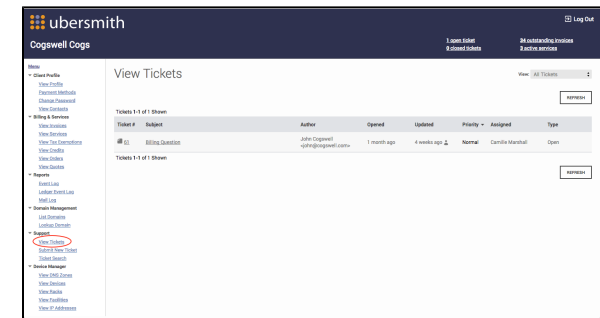 ubersmith
Log Out
Cogswell Cogs
1 open ticket
0 closed tickets
34 outstanding invoices
3 active services
Menu
Client Profile
View Profile
Payment Methods
Change Password
View Contacts
Billing & Services
View Invoices
View Services
View Tax Exemptions
View Credits
View Orders
View Quotes
Reports
Event Log
Ledger Event Log
Mail Log
Domain Management
List Domains
Lookup Domain
Support
View Tickets
Submit New Ticket
Ticket Search
Device Manager
View DNS Zones
View Devices
View Racks
View Facilities
View IP Addresses
View Tickets
View: All Tickets
REFRESH
Tickets 1-1 of 1 Shown
Ticket # Subject Author Opened Updated Priority Assigned Type
61 Billing Question John Cogswell <john@cogswell.com> 1 month ago 4 weeks ago Normal Camille Marshall Open
Tickets 1-1 of 1 Shown
REFRESH